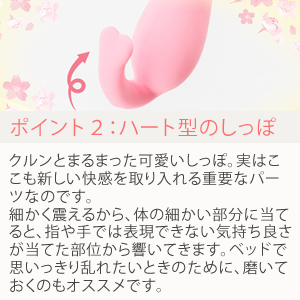 ポイント2：ハート型のしっぽ
クルンとまるまった可愛いしっぽ。実はこ
こも新しい快感を取り入れる重要なパー
ツなのです。
細かく震えるから、体の細かい部分に当て
ると、指や手では表現できない気持ち良さ
が当てた部位から響いてきます。ベッドで
思いっきり乱れたいときのために、磨いて
おくのもオススメです。